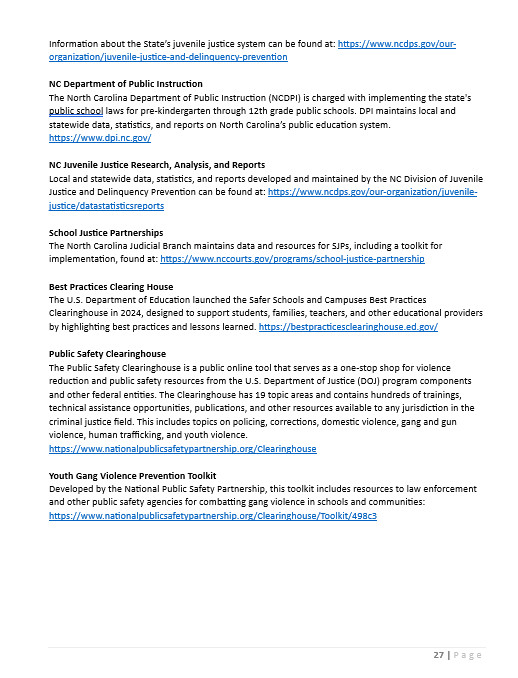 Information about the State's juvenile justice system can be found at: https://www.ncdps.gov/our-
organization/juvenile-justice-and-delinquency-prevention
NC Department of Public Instruction
The North Carolina Department of Public Instruction (NCDPI) is charged with implementing the state's
public school laws for pre-kindergarten through 12th grade public schools. DPI maintains local and
statewide data, statistics, and reports on North Carolina's public education system.
https://www.dpi.nc.gov/
NC Juvenile Justice Research, Analysis, and Reports
Local and statewide data, statistics, and reports developed and maintained by the NC Division of Juvenile
Justice and Delinquency Prevention can be found at: https://www.ncdps.gov/our-organization/juvenile-
justice/datastatisticsreports
School Justice Partnerships
The North Carolina Judicial Branch maintains data and resources for SJPs, including a toolkit for
implementation, found at: https://www.nccourts.gov/programs/school-justice-partnership
Best Practices Clearing House
The U.S. Department of Education launched the Safer Schools and Campuses Best Practices
Clearinghouse in 2024, designed to support students, families, teachers, and other educational providers
by highlighting best practices and lessons learned. https://bestpracticesclearinghouse.ed.gov/
Public Safety Clearinghouse
The Public Safety Clearinghouse is a public online tool that serves as a one-stop shop for violence
reduction and public safety resources from the U.S. Department of Justice (DOJ) program components
and other federal entities. The Clearinghouse has 19 topic areas and contains hundreds of trainings,
technical assistance opportunities, publications, and other resources available to any jurisdiction in the
criminal justice field. This includes topics on policing, corrections, domestic violence, gang and gun
violence, human trafficking, and youth violence.
https://www.nationalpublicsafetypartnership.org/Clearinghouse
Youth Gang Violence Prevention Toolkit
Developed by the National Public Safety Partnership, this toolkit includes resources to law enforcement
and other public safety agencies for combatting gang violence in schools and communities:
https://www.nationalpublicsafetypartnership.org/Clearinghouse/Toolkit/498c3
27 | Page